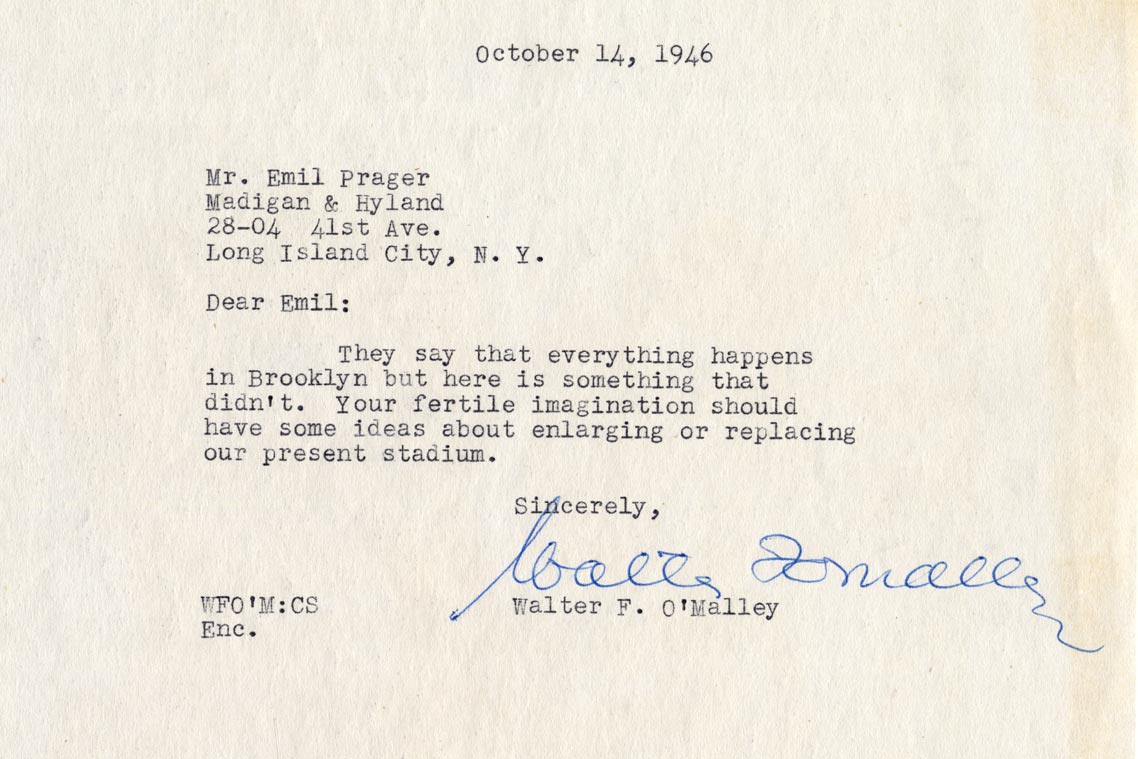 October 14, 1946
Mr. Emil Prager
Madigan & Hyland
28-04  41st Ave.
Long Island City, N. Y.
Dear Emil:
They say that everything happens
in Brooklyn but here is something that
didn't.  Your fertile imagination should
have some ideas about enlarging or replacing
our present stadium.
Sincerely,
Walter F. O'Malley
WFO'M:CS
Walter F. O'Malley
Enc.